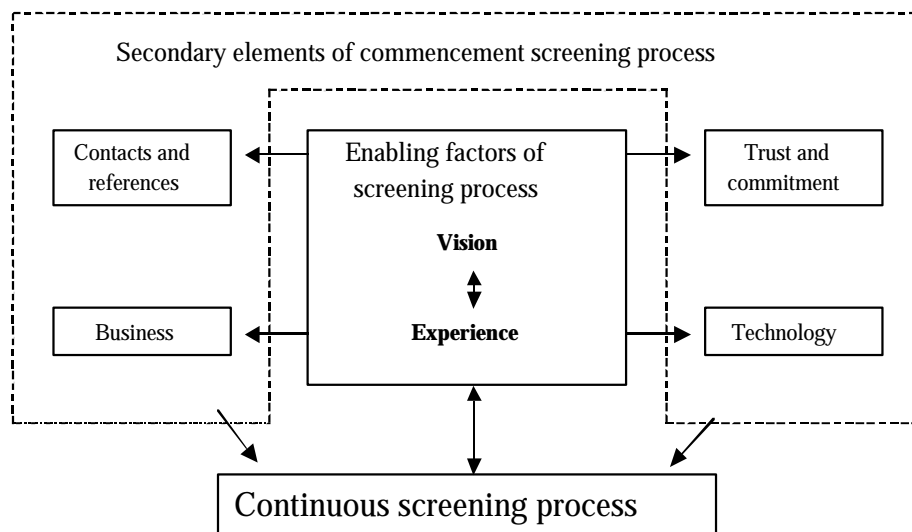 Secondary elements of commencement screening process
Contacts and
references
Enabling factors of
screening process
Trust and
commitment
Vision
Business
Experience
Technology
Continuous screening process